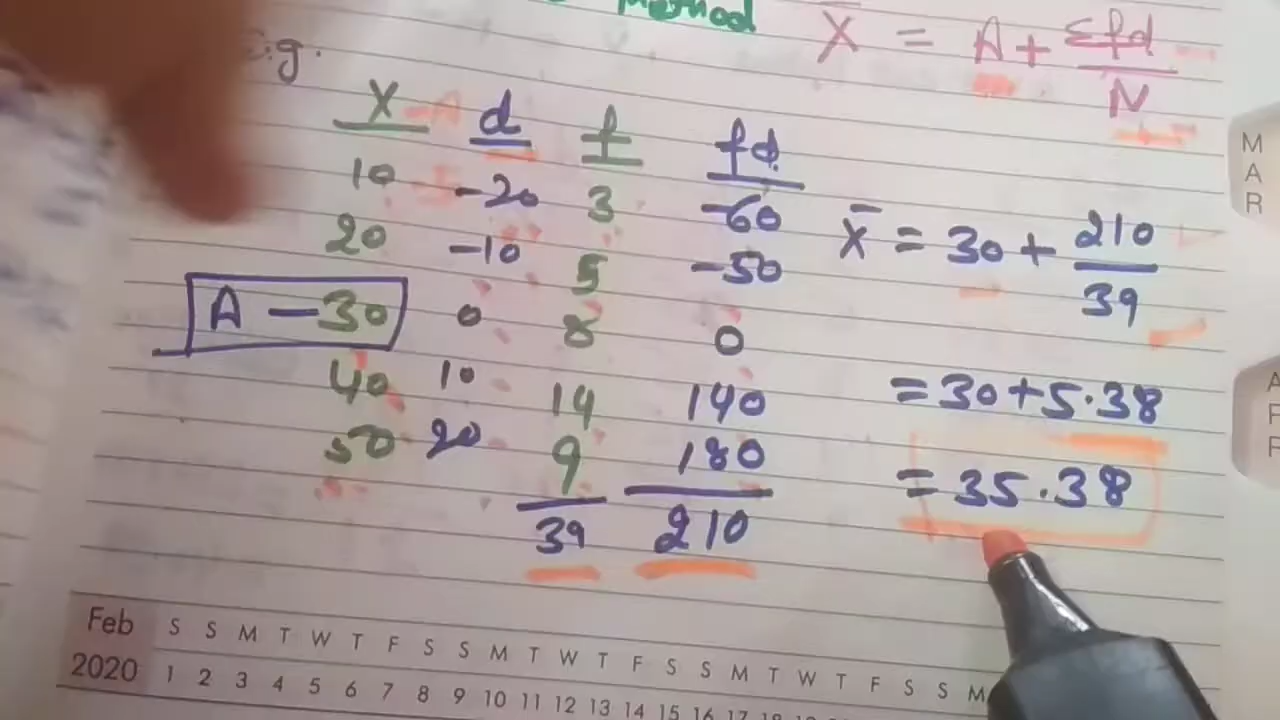 Method
X̄ = A + Σfd / N
E.g.
X - A d f fd
10 -20 3 -60
20 -10 5 -50
A - 30 0 8 0
40 10 14 140
50 20 9 180
39 210
X̄ = 30 + 210 / 39
= 30 + 5.38
= 35.38
MAR
Feb S S M T W T F S S M T W T F S S M T W T F S S M
2020 1 2 3 4 5 6 7 8 9 10 11 12 13 14 15 16 17 18 19